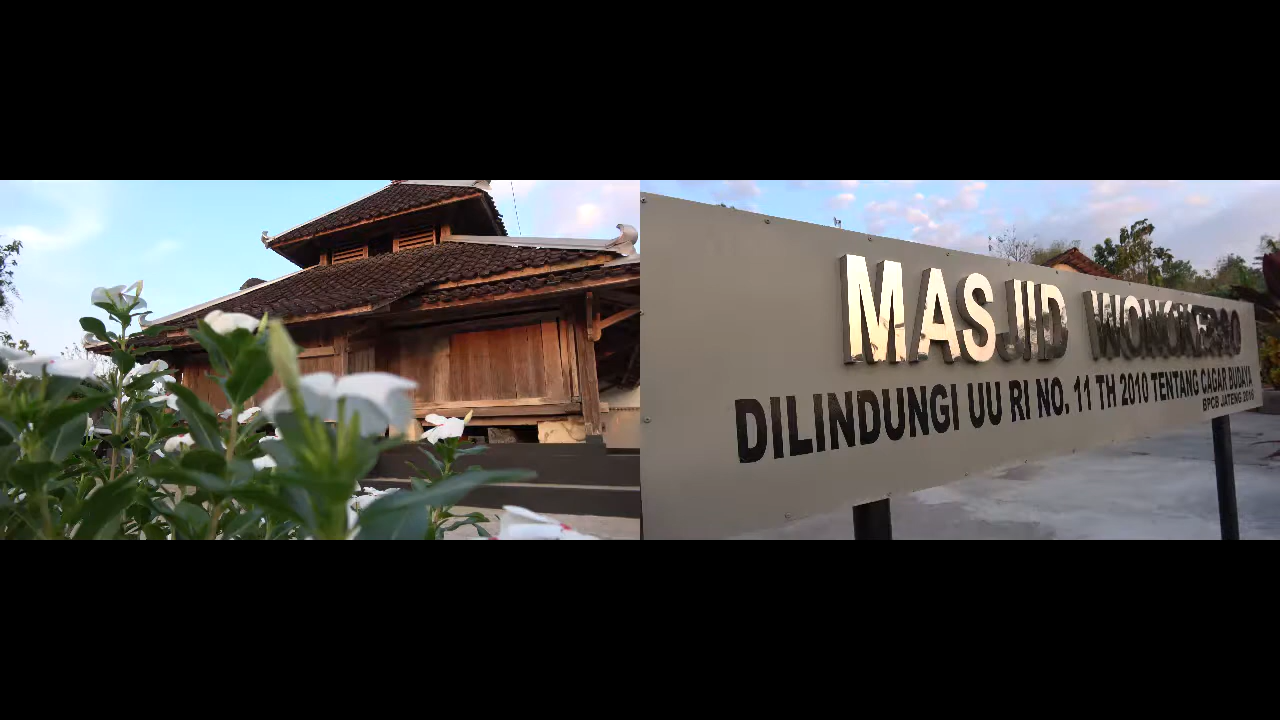 MASJID WONOKERSO
DILINDUNGI UU RI NO. 11 TH 2010 TENTANG CAGAR BUDAYA
BPCB JATENG 2016